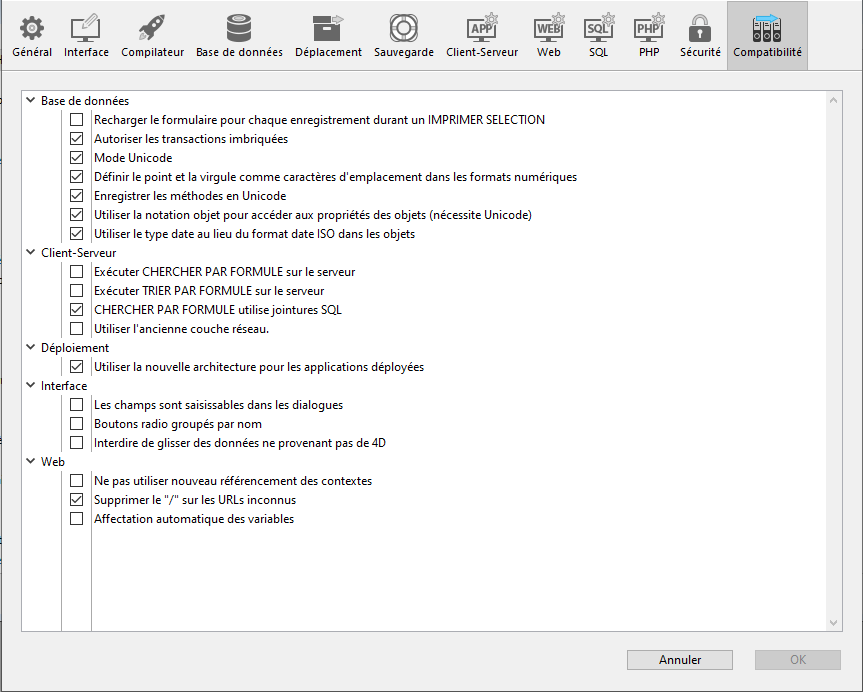 Général Interface Compilateur Base de données Déplacement Sauvegarde Client-Serveur Web SQL PHP Sécurité Compatibilité
Base de données
Recharger le formulaire pour chaque enregistrement durant un IMPRIMER SELECTION
Autoriser les transactions imbriquées
Mode Unicode
Définir le point et la virgule comme caractères d'emplacement dans les formats numériques
Enregistrer les méthodes en Unicode
Utiliser la notation objet pour accéder aux propriétés des objets (nécessite Unicode)
Utiliser le type date au lieu du format date ISO dans les objets
Client-Serveur
Exécuter CHERCHER PAR FORMULE sur le serveur
Exécuter TRIER PAR FORMULE sur le serveur
CHERCHER PAR FORMULE utilise jointures SQL
Utiliser l'ancienne couche réseau.
Déploiement
Utiliser la nouvelle architecture pour les applications déployées
Interface
Les champs sont saisissables dans les dialogues
Boutons radio groupés par nom
Interdire de glisser des données ne provenant pas de 4D
Web
Ne pas utiliser nouveau référencement des contextes
Supprimer le "/" sur les URLs inconnus
Affectation automatique des variables
Annuler OK